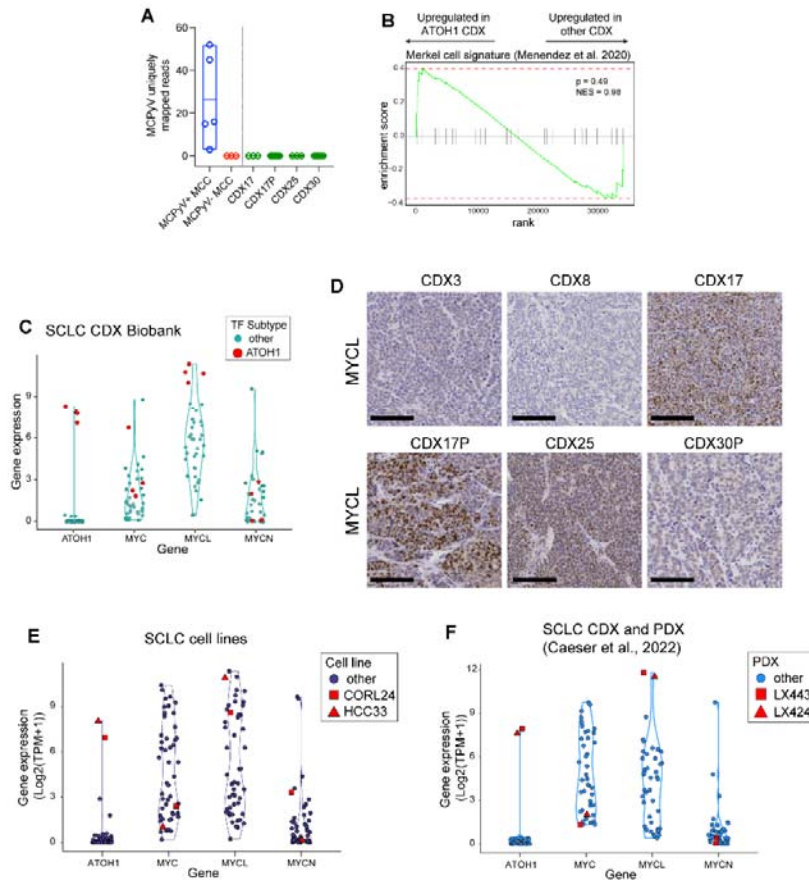 A
MCPyV uniquely
mapped reads
60
40
20
0
MCPyV+ MCC
MCPyV- MCC
CDX17
CDX17P
CDX25
CDX30
B
Upregulated in
ATOH1 CDX
Upregulated in
other CDX
Merkel cell signature (Menendez et al. 2020)
p = 0.49
NES = 0.98
enrichment score
0.4
0.0
-0.4
0
10000
20000
30000
rank
C
SCLC CDX Biobank
TF Subtype
other
ATOH1
Gene expression
9
6
3
0
ATOH1
MYC
MYCL
MYCN
Gene
D
CDX3
CDX8
CDX17
MYCL
CDX17P
CDX25
CDX30P
MYCL
E
SCLC cell lines
Cell line
other
CORL24
HCC33
Gene expression
(Log2(TPM+1))
9
6
3
0
ATOH1
MYC
MYCL
MYCN
Gene
F
SCLC CDX and PDX
(Caeser et al., 2022)
PDX
other
LX443
LX424
Gene expression
(Log2(TPM+1))
12
9
6
3
0
ATOH1
MYC
MYCL
MYCN
Gene